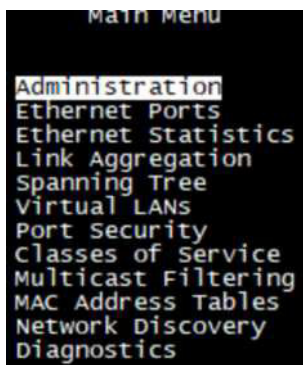 Main Menu
Administration
Ethernet Ports
Ethernet Statistics
Link Aggregation
Spanning Tree
Virtual LANs
Port Security
Classes of Service
Multicast Filtering
MAC Address Tables
Network Discovery
Diagnostics